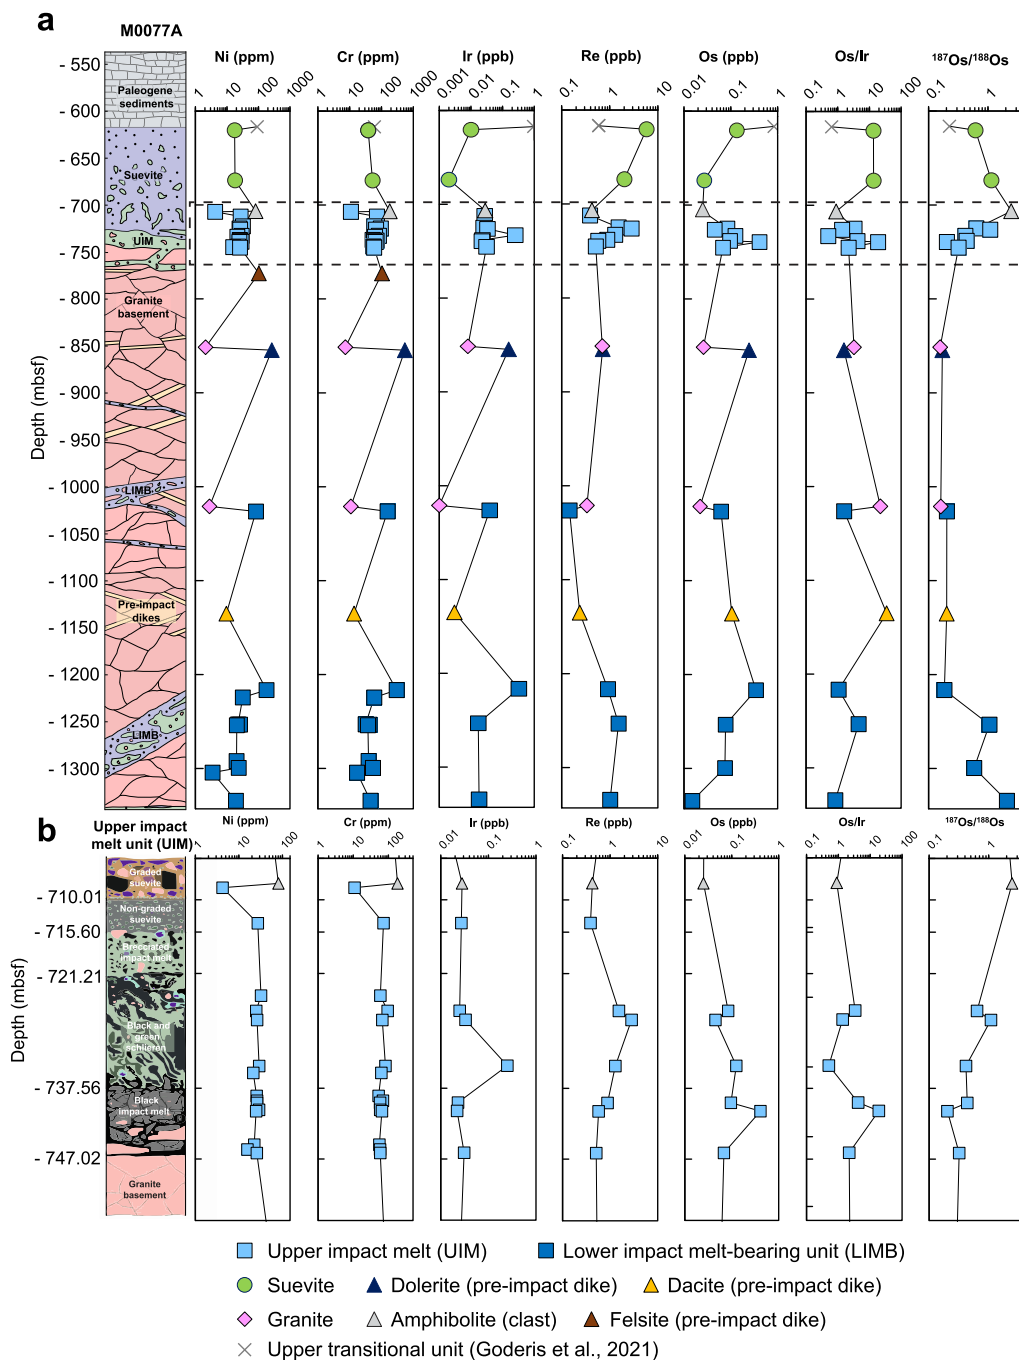 a
M0077A
Ni (ppm)
Cr (ppm)
Ir (ppb)
Re (ppb)
Os (ppb)
Os/Ir
¹⁸⁷Os/¹⁸⁸Os
1 10 100 1000
1 10 100 1000
0.001 0.01 0.1 1
0.1 1 10
0.01 0.1 1
0.1 1 10 100
0.1 1
Depth (mbsf)
- 550
- 600
- 650
- 700
- 750
- 800
- 850
- 900
- 950
- 1000
- 1050
- 1100
- 1150
- 1200
- 1250
- 1300
Paleogene
sediments
Suevite
UIM
Granite
basement
LIMB
Pre-impact
dikes
LIMB
b
Upper impact
melt unit (UIM)
Ni (ppm)
Cr (ppm)
Ir (ppb)
Re (ppb)
Os (ppb)
Os/Ir
¹⁸⁷Os/¹⁸⁸Os
1 10 100
1 10 100
0.01 0.1 1
0.1 1 10
0.01 0.1 1
0.1 1 10 100
0.1 1
Depth (mbsf)
- 710.01
- 715.60
- 721.21
- 737.56
- 747.02
Graded
suevite
Non-graded
suevite
Brecciated
impact melt
Black and
green
schlieren
Black
impact melt
Granite
basement
Upper impact melt (UIM)
Lower impact melt-bearing unit (LIMB)
Suevite
Dolerite (pre-impact dike)
Dacite (pre-impact dike)
Granite
Amphibolite (clast)
Felsite (pre-impact dike)
Upper transitional unit (Goderis et al., 2021)